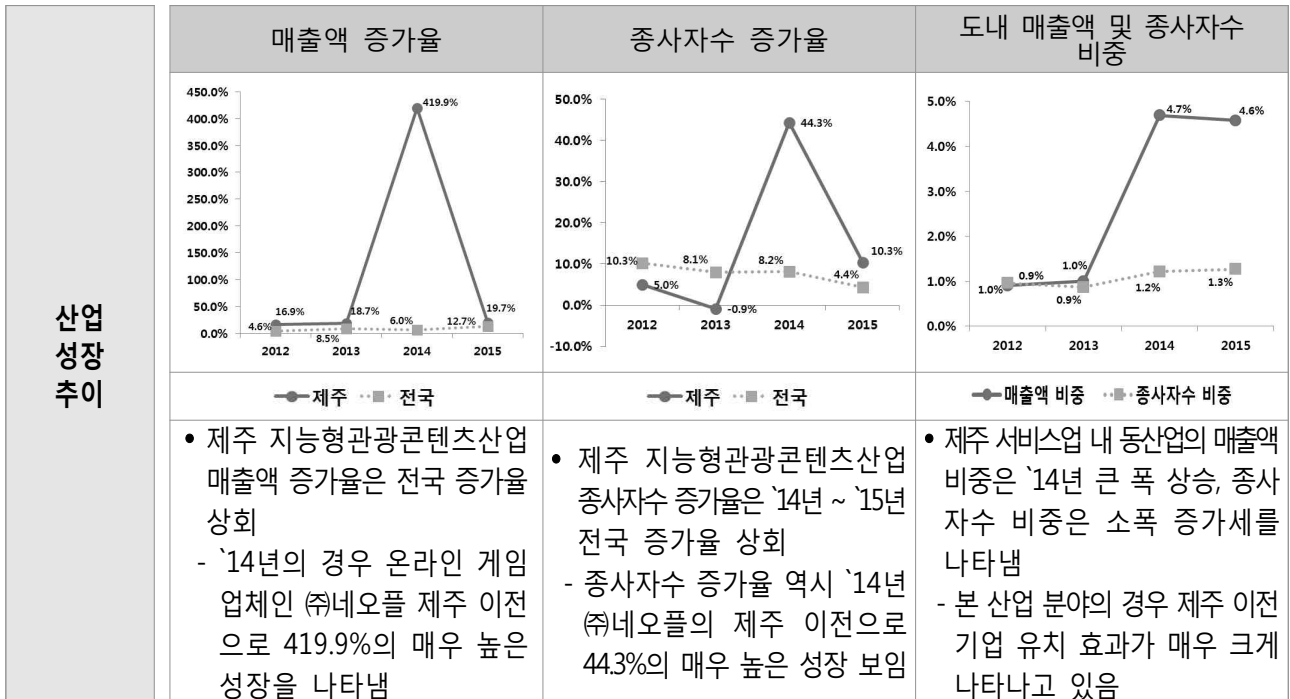 산업
성장
추이
매출액 증가율
종사자수 증가율
도내 매출액 및 종사자수
비중
450.0%
400.0%
350.0%
300.0%
250.0%
200.0%
150.0%
100.0%
50.0%
0.0%
419.9%
16.9%
18.7%
6.0%
12.7%
19.7%
4.6%
8.5%
2012
2013
2014
2015
제주
전국
50.0%
40.0%
30.0%
20.0%
10.0%
0.0%
-10.0%
44.3%
10.3%
8.1%
8.2%
10.3%
4.4%
5.0%
-0.9%
2012
2013
2014
2015
제주
전국
5.0%
4.0%
3.0%
2.0%
1.0%
0.0%
4.7%
4.6%
0.9%
1.0%
1.0%
0.9%
1.2%
1.3%
2012
2013
2014
2015
매출액 비중
종사자수 비중
• 제주 지능형관광콘텐츠산업
매출액 증가율은 전국 증가율
상회
- `14년의 경우 온라인 게임
업체인 ㈜네오플 제주 이전
으로 419.9%의 매우 높은
성장을 나타냄
• 제주 지능형관광콘텐츠산업
종사자수 증가율은 `14년 ~ `15년
전국 증가율 상회
- 종사자수 증가율 역시 `14년
㈜네오플의 제주 이전으로
44.3%의 매우 높은 성장 보임
• 제주 서비스업 내 동산업의 매출액
비중은 `14년 큰 폭 상승, 종사
자수 비중은 소폭 증가세를
나타냄
- 본 산업 분야의 경우 제주 이전
기업 유치 효과가 매우 크게
나타나고 있음